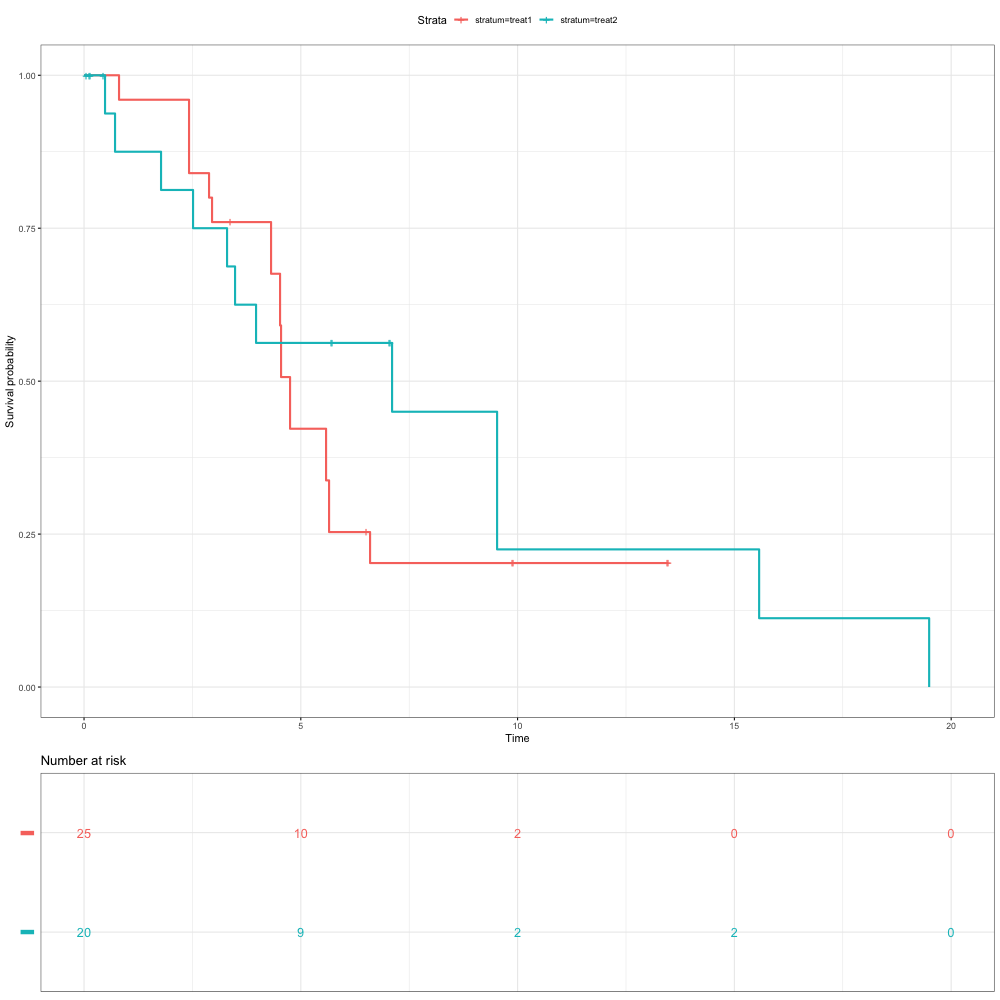 Strata stratum=treat1 stratum=treat2
1.00
0.75
0.50
0.25
0.00
Survival probability
0 5 10 15 20
Time
Number at risk
25 10 2 0 0
20 9 2 2 0